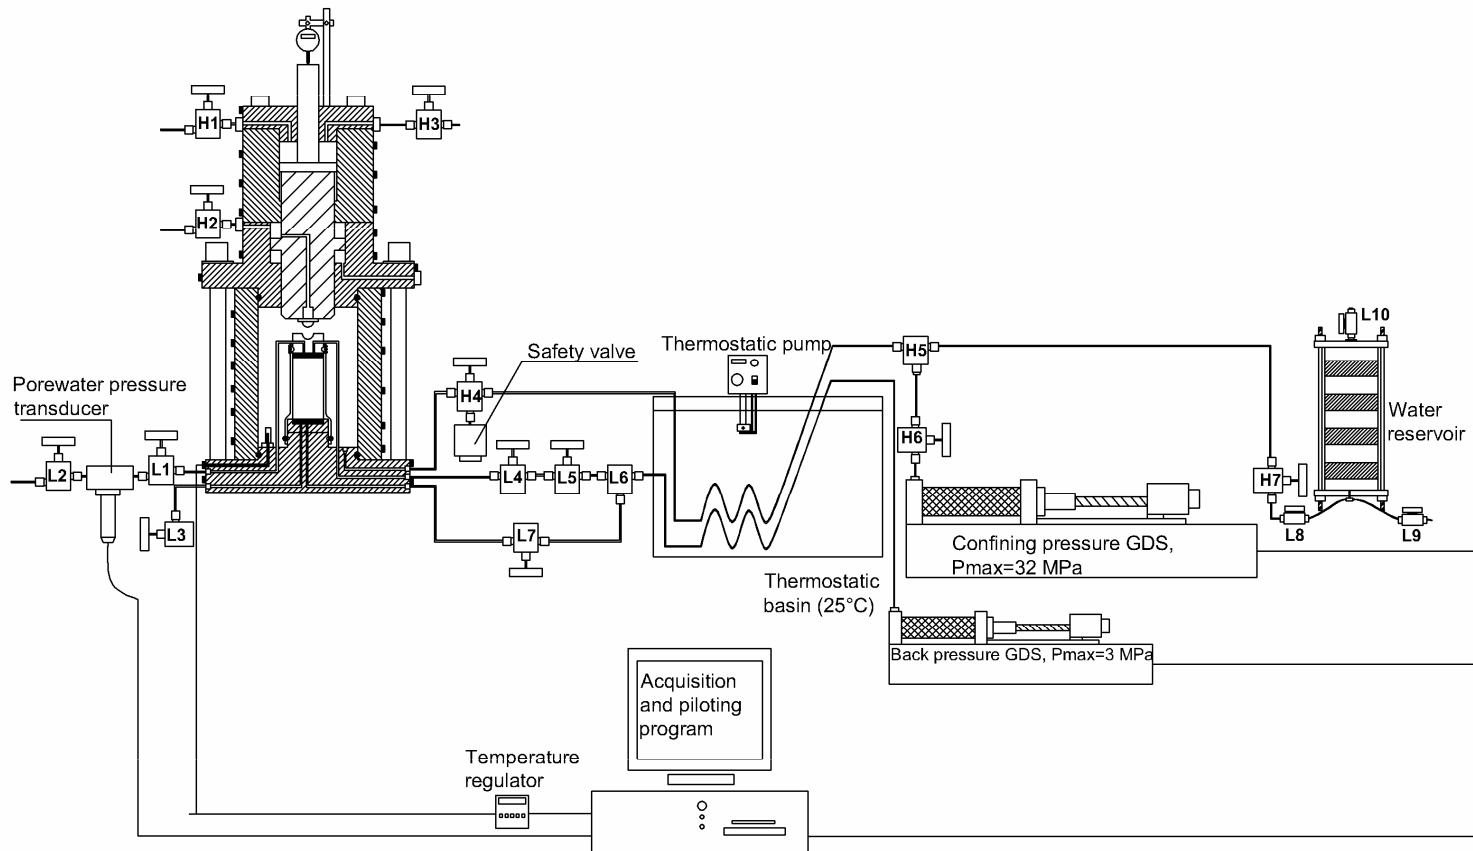 H1
H3
H2
Safety valve
H4
Porewater pressure
transducer
L2
L1
L3
L4
L5
L6
L7
Thermostatic pump
H5
H6
L10
Water
reservoir
H7
L8
L9
Confining pressure GDS,
Pmax=32 MPa
Thermostatic
basin (25°C)
Back pressure GDS, Pmax=3 MPa
Acquisition
and piloting
program
Temperature
regulator